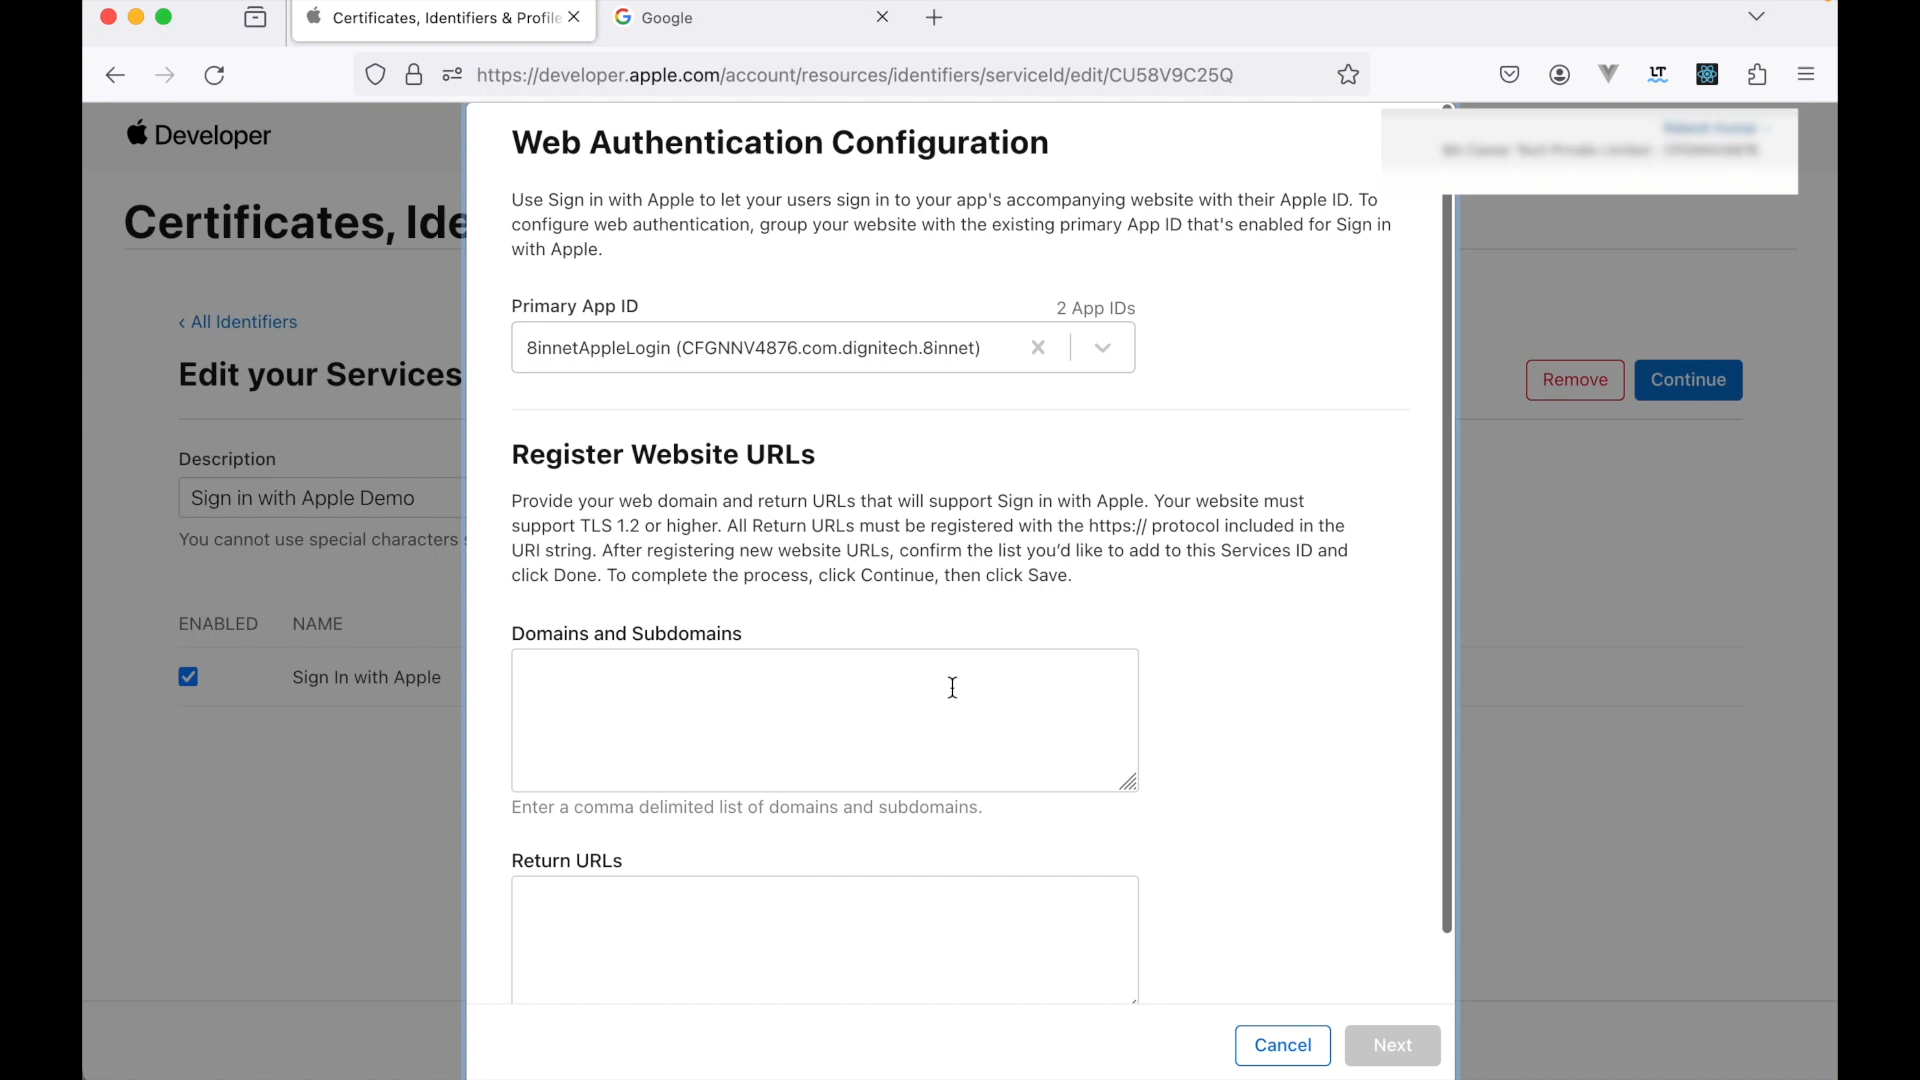 Certificates, Identifiers & Profile
Google
https://developer.apple.com/account/resources/identifiers/serviceId/edit/CU58V9C25Q
LT
Developer
Certificates, Ide
‹ All Identifiers
Edit your Services
Remove
Continue
Description
Sign in with Apple Demo
You cannot use special characters s
ENABLED NAME
Sign In with Apple
Web Authentication Configuration
Use Sign in with Apple to let your users sign in to your app's accompanying website with their Apple ID. To
configure web authentication, group your website with the existing primary App ID that's enabled for Sign in
with Apple.
Primary App ID
2 App IDs
8innetAppleLogin (CFGNNV4876.com.dignitech.8innet)
Register Website URLs
Provide your web domain and return URLs that will support Sign in with Apple. Your website must
support TLS 1.2 or higher. All Return URLs must be registered with the https:// protocol included in the
URI string. After registering new website URLs, confirm the list you’d like to add to this Services ID and
click Done. To complete the process, click Continue, then click Save.
Domains and Subdomains
Enter a comma delimited list of domains and subdomains.
Return URLs
Cancel
Next